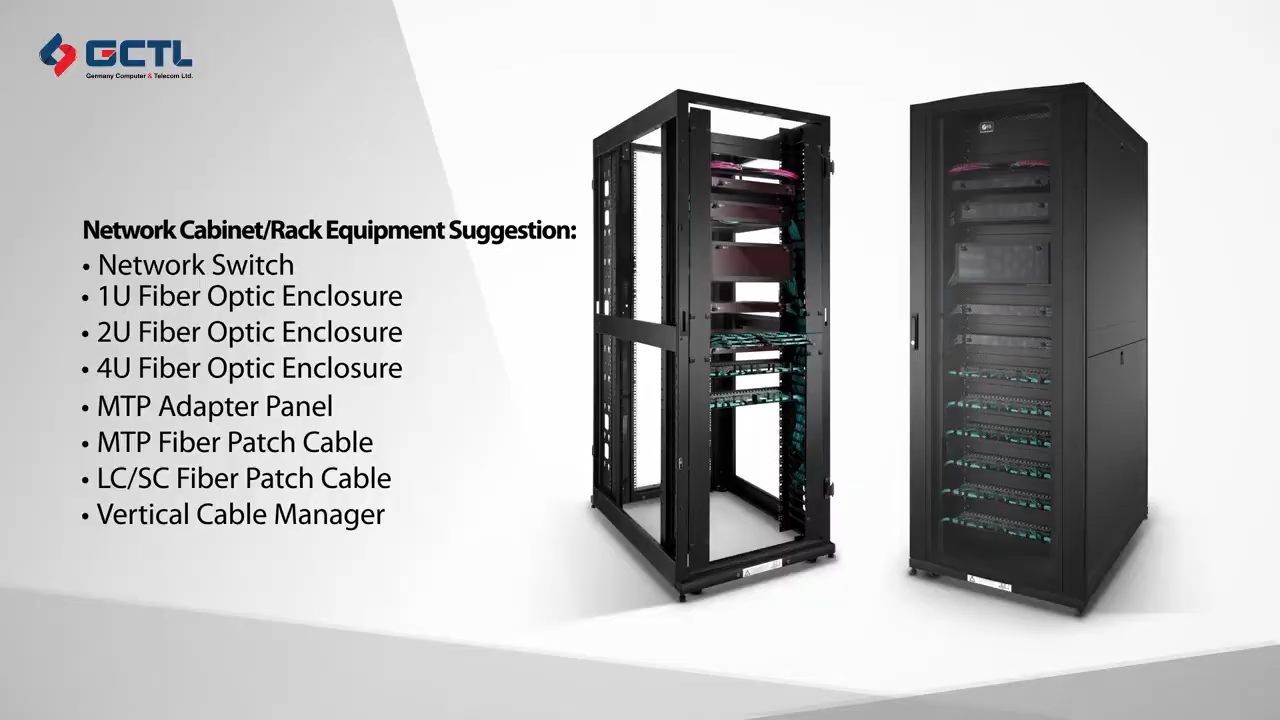 GCTL
Germany Computer & Telecom Ltd.
Network Cabinet/Rack Equipment Suggestion:
• Network Switch
• 1U Fiber Optic Enclosure
• 2U Fiber Optic Enclosure
• 4U Fiber Optic Enclosure
• MTP Adapter Panel
• MTP Fiber Patch Cable
• LC/SC Fiber Patch Cable
• Vertical Cable Manager